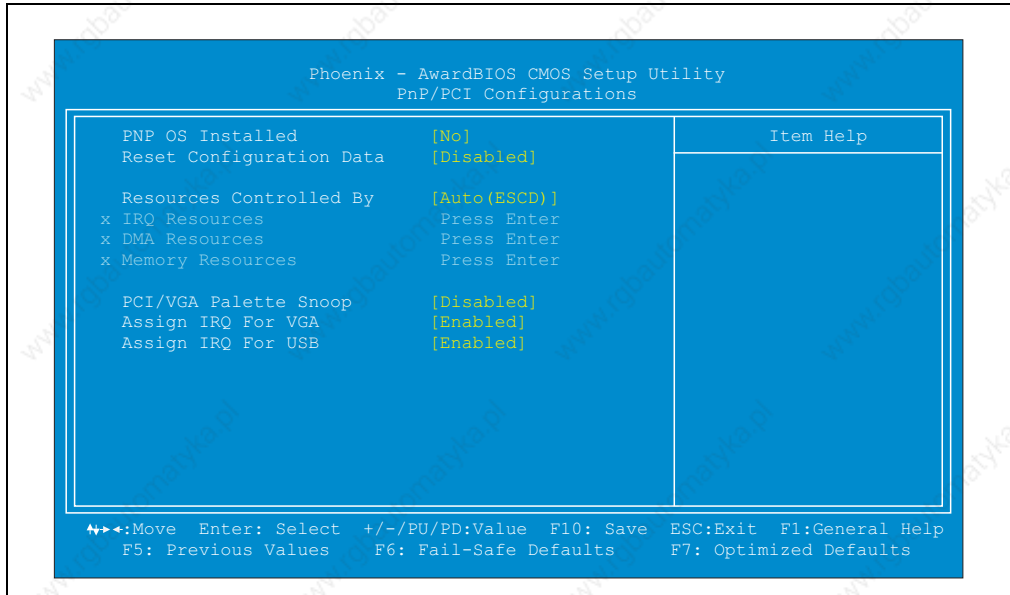 Phoenix - AwardBIOS CMOS Setup Utility
PnP/PCI Configurations
PNP OS Installed [No]
Reset Configuration Data [Disabled]
Resources Controlled By [Auto(ESCD)]
x IRQ Resources Press Enter
x DMA Resources Press Enter
x Memory Resources Press Enter
PCI/VGA Palette Snoop [Disabled]
Assign IRQ For VGA [Enabled]
Assign IRQ For USB [Enabled]
Item Help
:Move Enter: Select +/-/PU/PD:Value F10: Save ESC:Exit F1:General Help
F5: Previous Values F6: Fail-Safe Defaults F7: Optimized Defaults
www.rgbautomatyka.pl